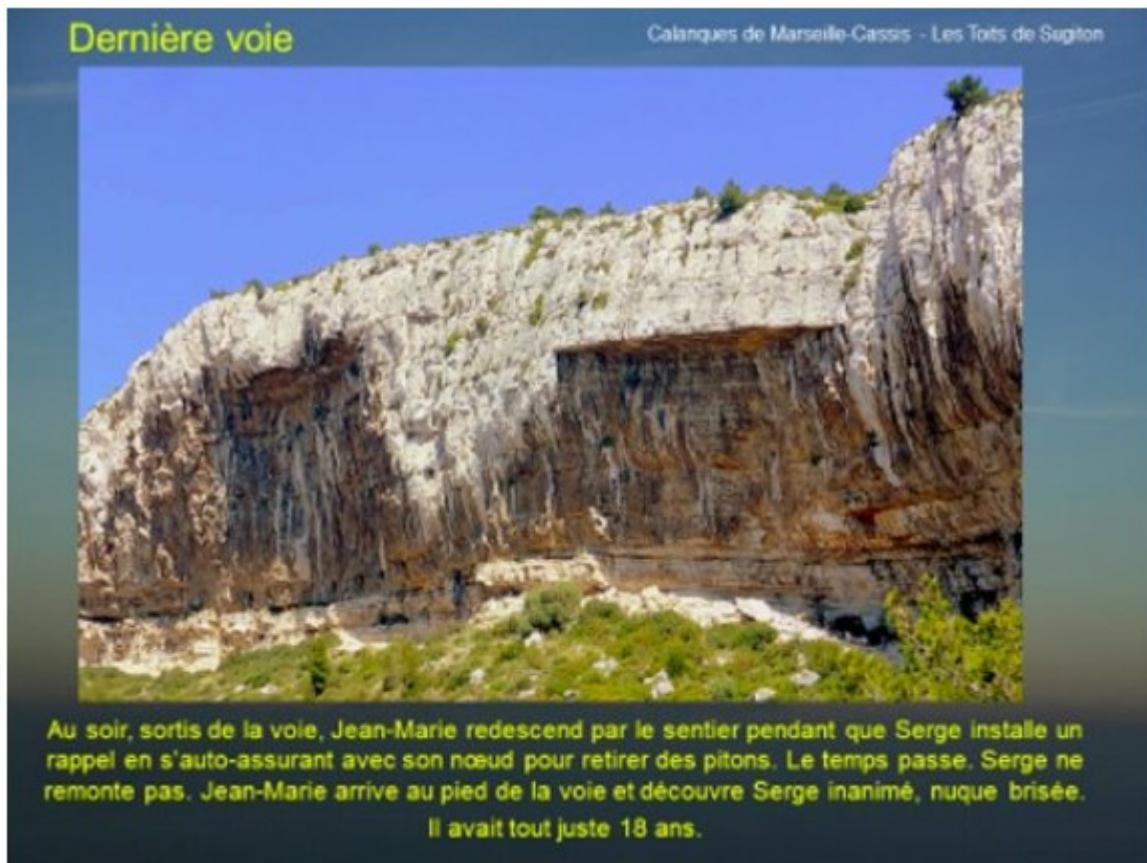 Dernière voie
Calanques de Marseille-Cassis - Les Toits de Sugiton
Au soir, sortis de la voie, Jean-Marie redescend par le sentier pendant que Serge installe un
rappel en s'auto-assurant avec son nœud pour retirer des pitons. Le temps passe. Serge ne
remonte pas. Jean-Marie arrive au pied de la voie et découvre Serge inanimé, nuque brisée.
Il avait tout juste 18 ans.